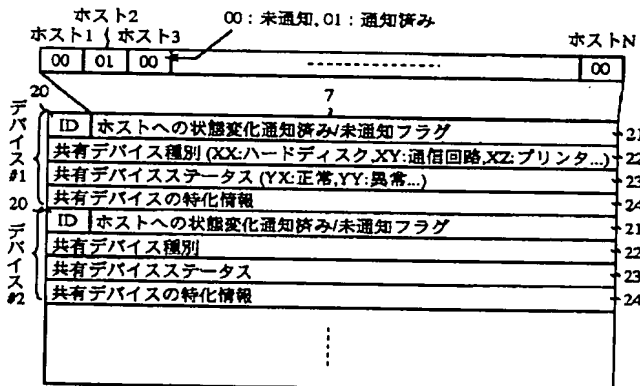 ホスト2
ホスト1 ホスト3 00：未通知, 01：通知済み ホストN
00 01 00 00
20 7
デバイス#1
ID ホストへの状態変化通知済み/未通知フラグ 21
共有デバイス種別 (XX:ハードディスク,XY:通信回路,XZ:プリンタ...) 22
共有デバイスステータス (YX:正常,YY:異常...) 23
共有デバイスの特化情報 24
20
デバイス#2
ID ホストへの状態変化通知済み/未通知フラグ 21
共有デバイス種別 22
共有デバイスステータス 23
共有デバイスの特化情報 24